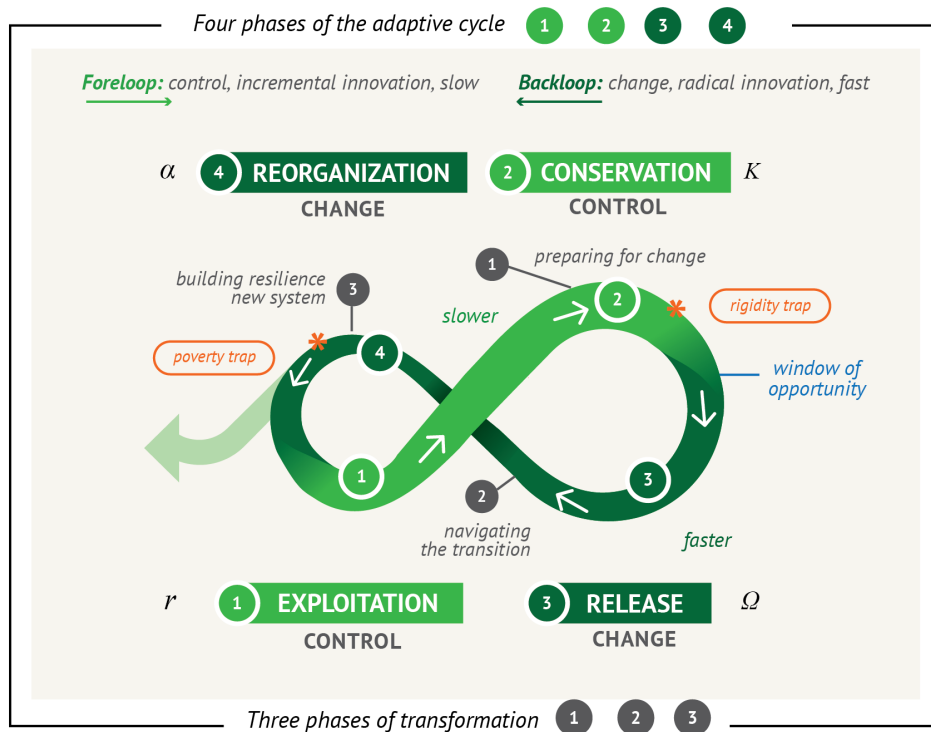 Four phases of the adaptive cycle 1 2 3 4
Foreloop: control, incremental innovation, slow
Backloop: change, radical innovation, fast
α 4 REORGANIZATION
CHANGE
2 CONSERVATION K
CONTROL
1 preparing for change
building resilience
new system
3
slower
2
* rigidity trap
poverty trap
*
4
window of
opportunity
1
3
2
navigating
the transition
faster
r 1 EXPLOITATION
CONTROL
3 RELEASE Ω
CHANGE
Three phases of transformation 1 2 3